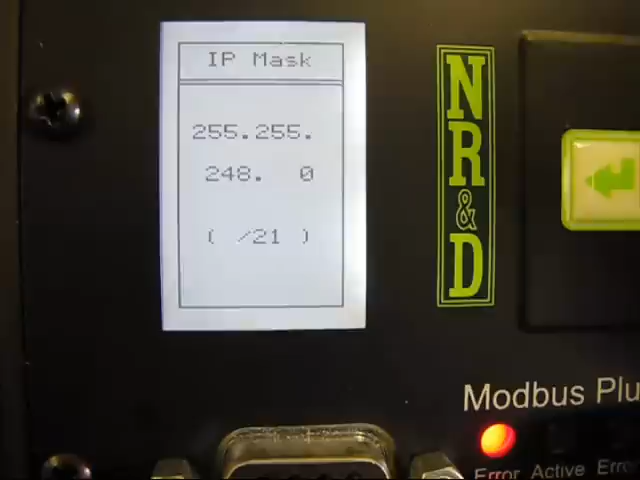 IP Mask
255.255.
248. 0
( /21 )
NR&D
Modbus Plu
Error Active Erro